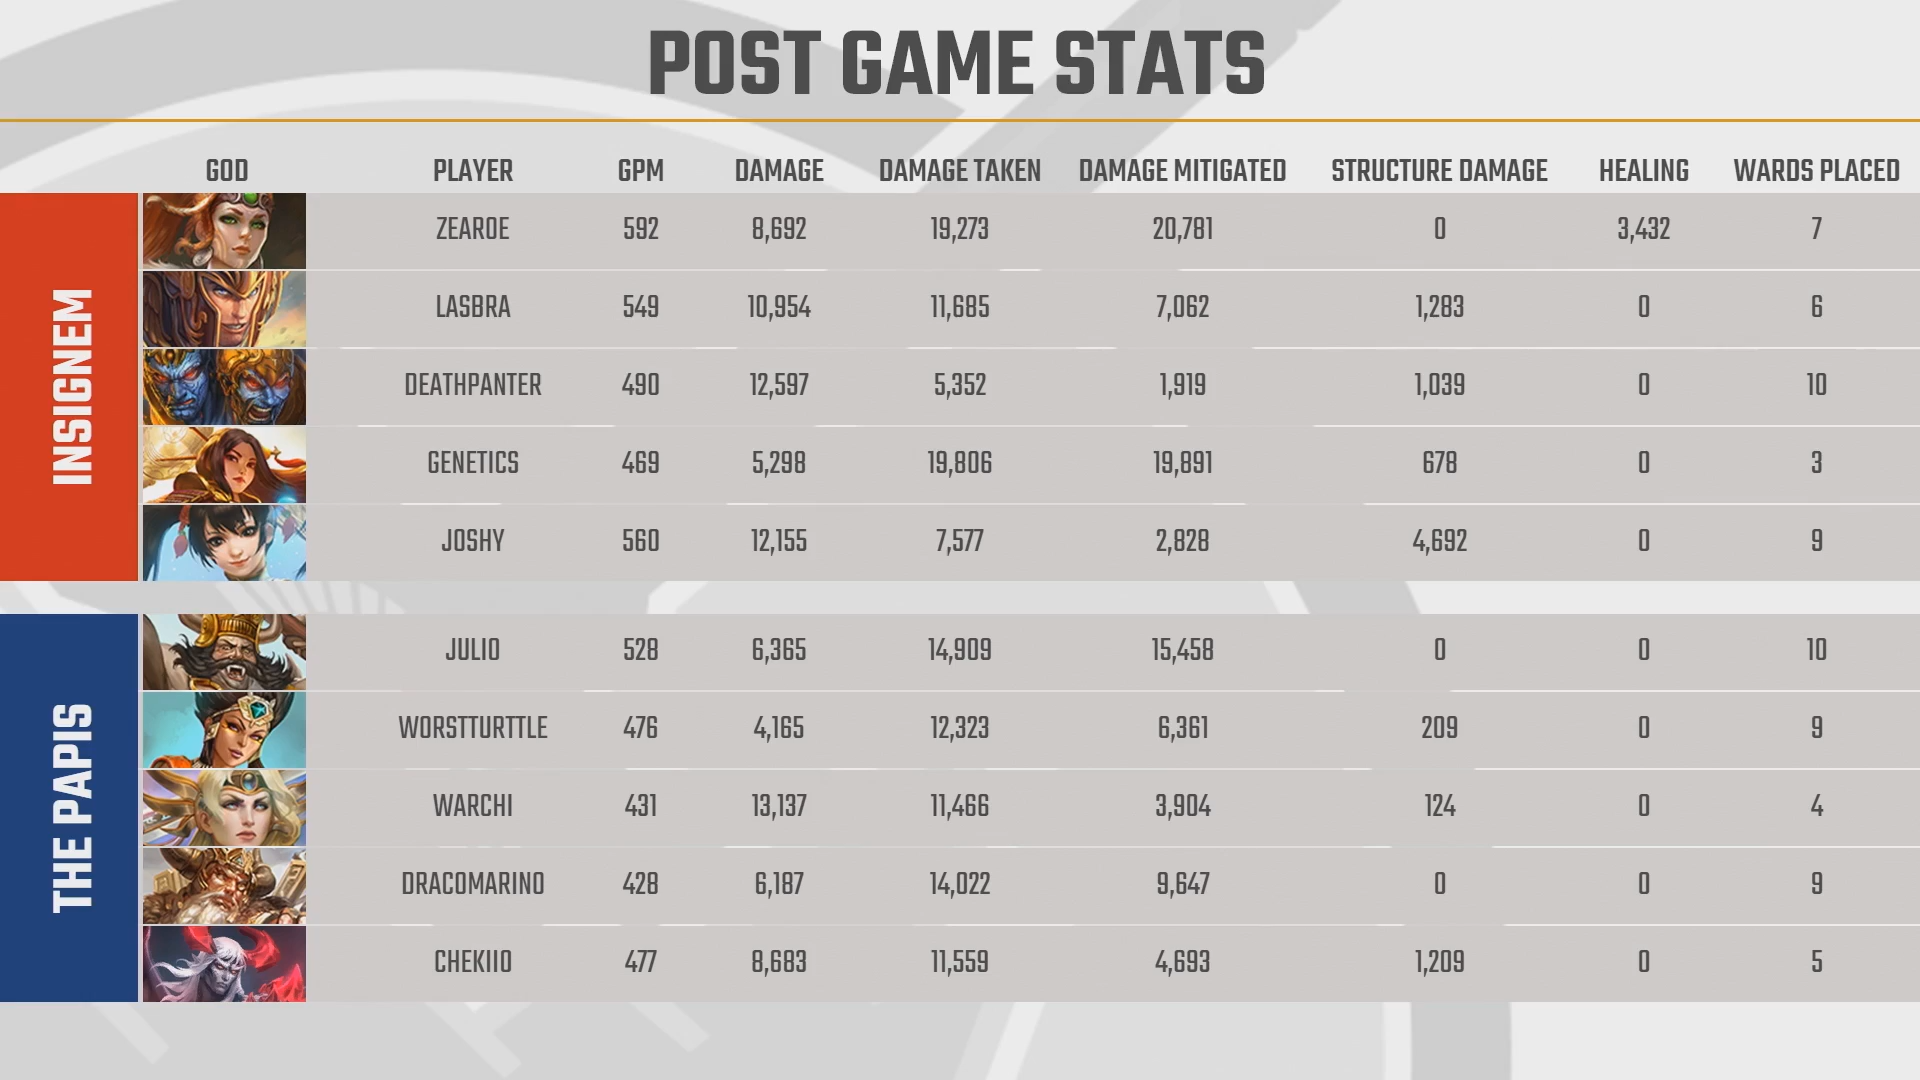 POST GAME STATS
GOD PLAYER GPM DAMAGE DAMAGE TAKEN DAMAGE MITIGATED STRUCTURE DAMAGE HEALING WARDS PLACED
INSIGNEM
ZEAROE 592 8,692 19,273 20,781 0 3,432 7
LASBRA 549 10,954 11,685 7,062 1,283 0 6
DEATHPANTER 490 12,597 5,352 1,919 1,039 0 10
GENETICS 469 5,298 19,806 19,891 678 0 3
JOSHY 560 12,155 7,577 2,828 4,692 0 9
THE PAPIS
JULIO 528 6,365 14,909 15,458 0 0 10
WORSTTURTTLE 476 4,165 12,323 6,361 209 0 9
WARCHI 431 13,137 11,466 3,904 124 0 4
DRACOMARINO 428 6,187 14,022 9,647 0 0 9
CHEKIIO 477 8,683 11,559 4,693 1,209 0 5